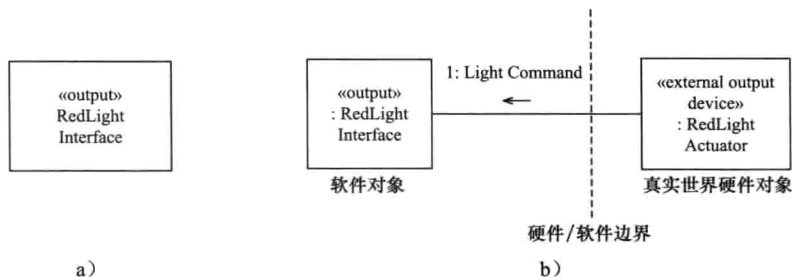 «output»
RedLight
Interface
a）
1: Light Command
«output»
: RedLight
Interface
软件对象
«external output
device»
: RedLight
Actuator
真实世界硬件对象
硬件/软件边界
b）